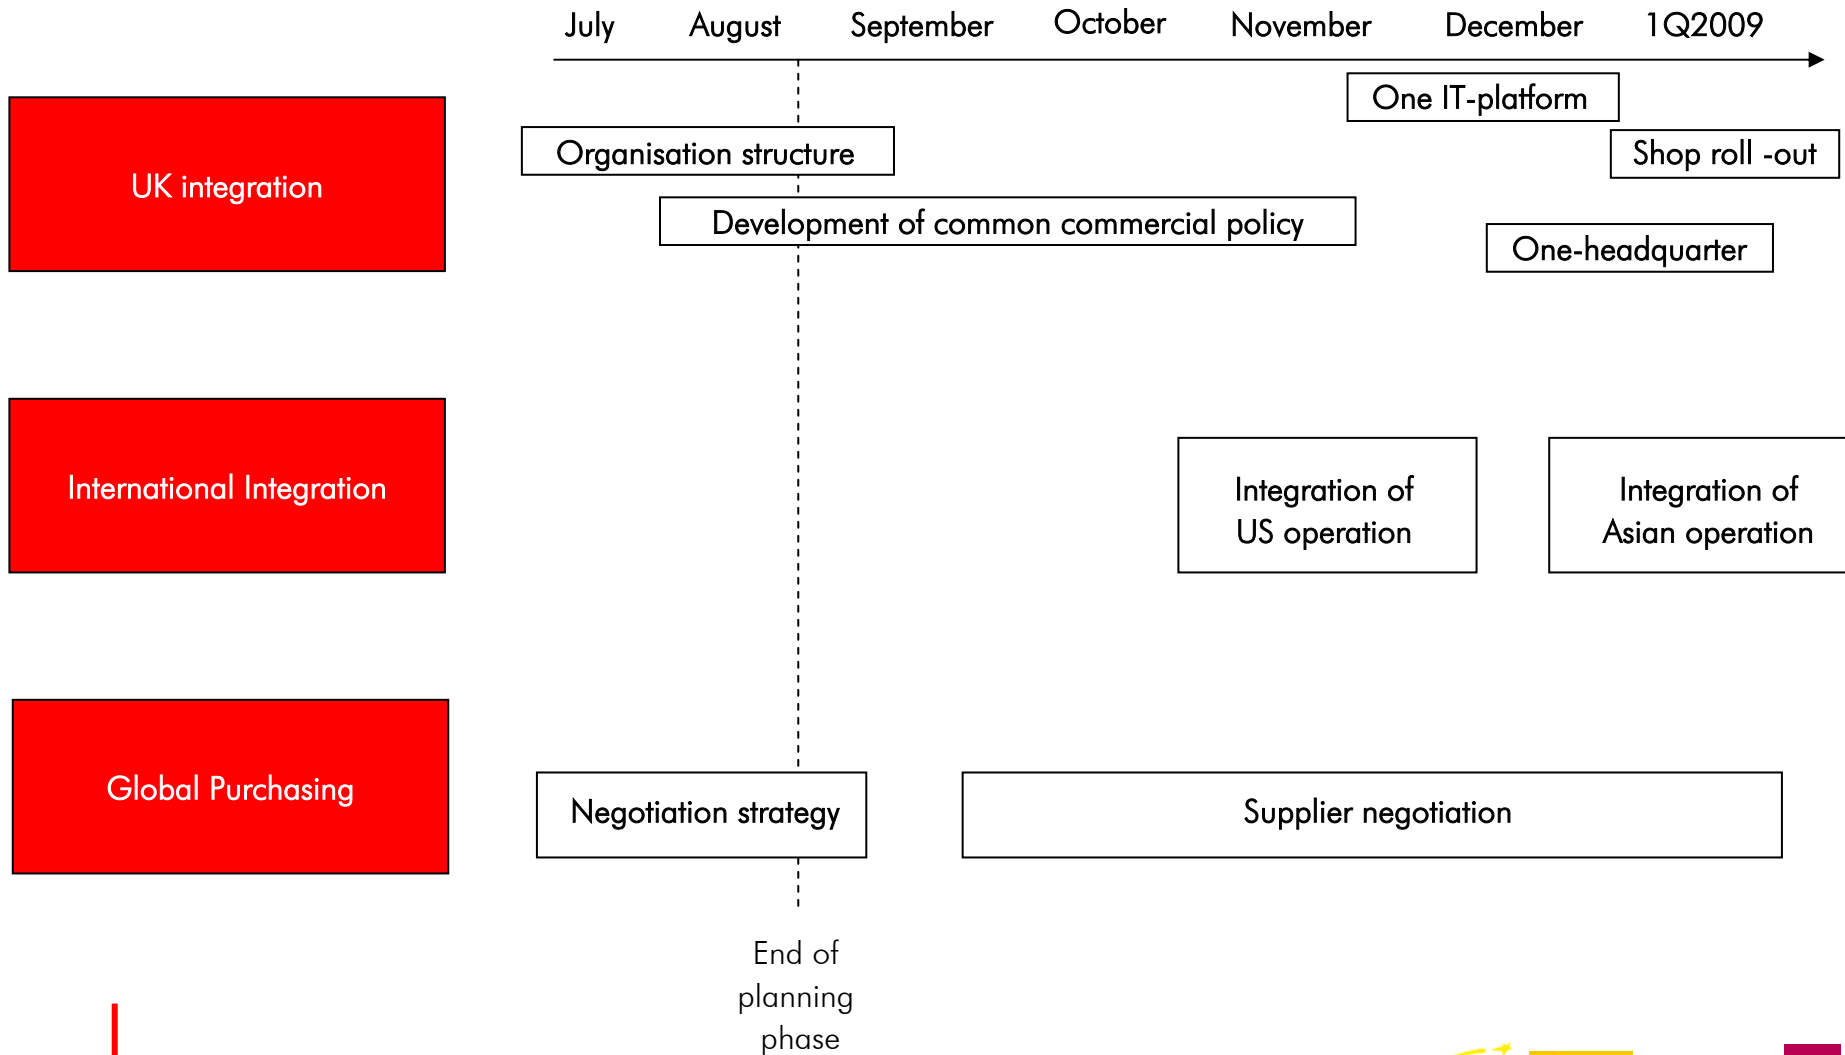 July August September October November December 1Q2009
One IT-platform
Organisation structure
Shop roll -out
UK integration
Development of common commercial policy
One-headquarter
International Integration
Integration of
US operation
Integration of
Asian operation
Global Purchasing
Negotiation strategy
Supplier negotiation
End of
planning
phase